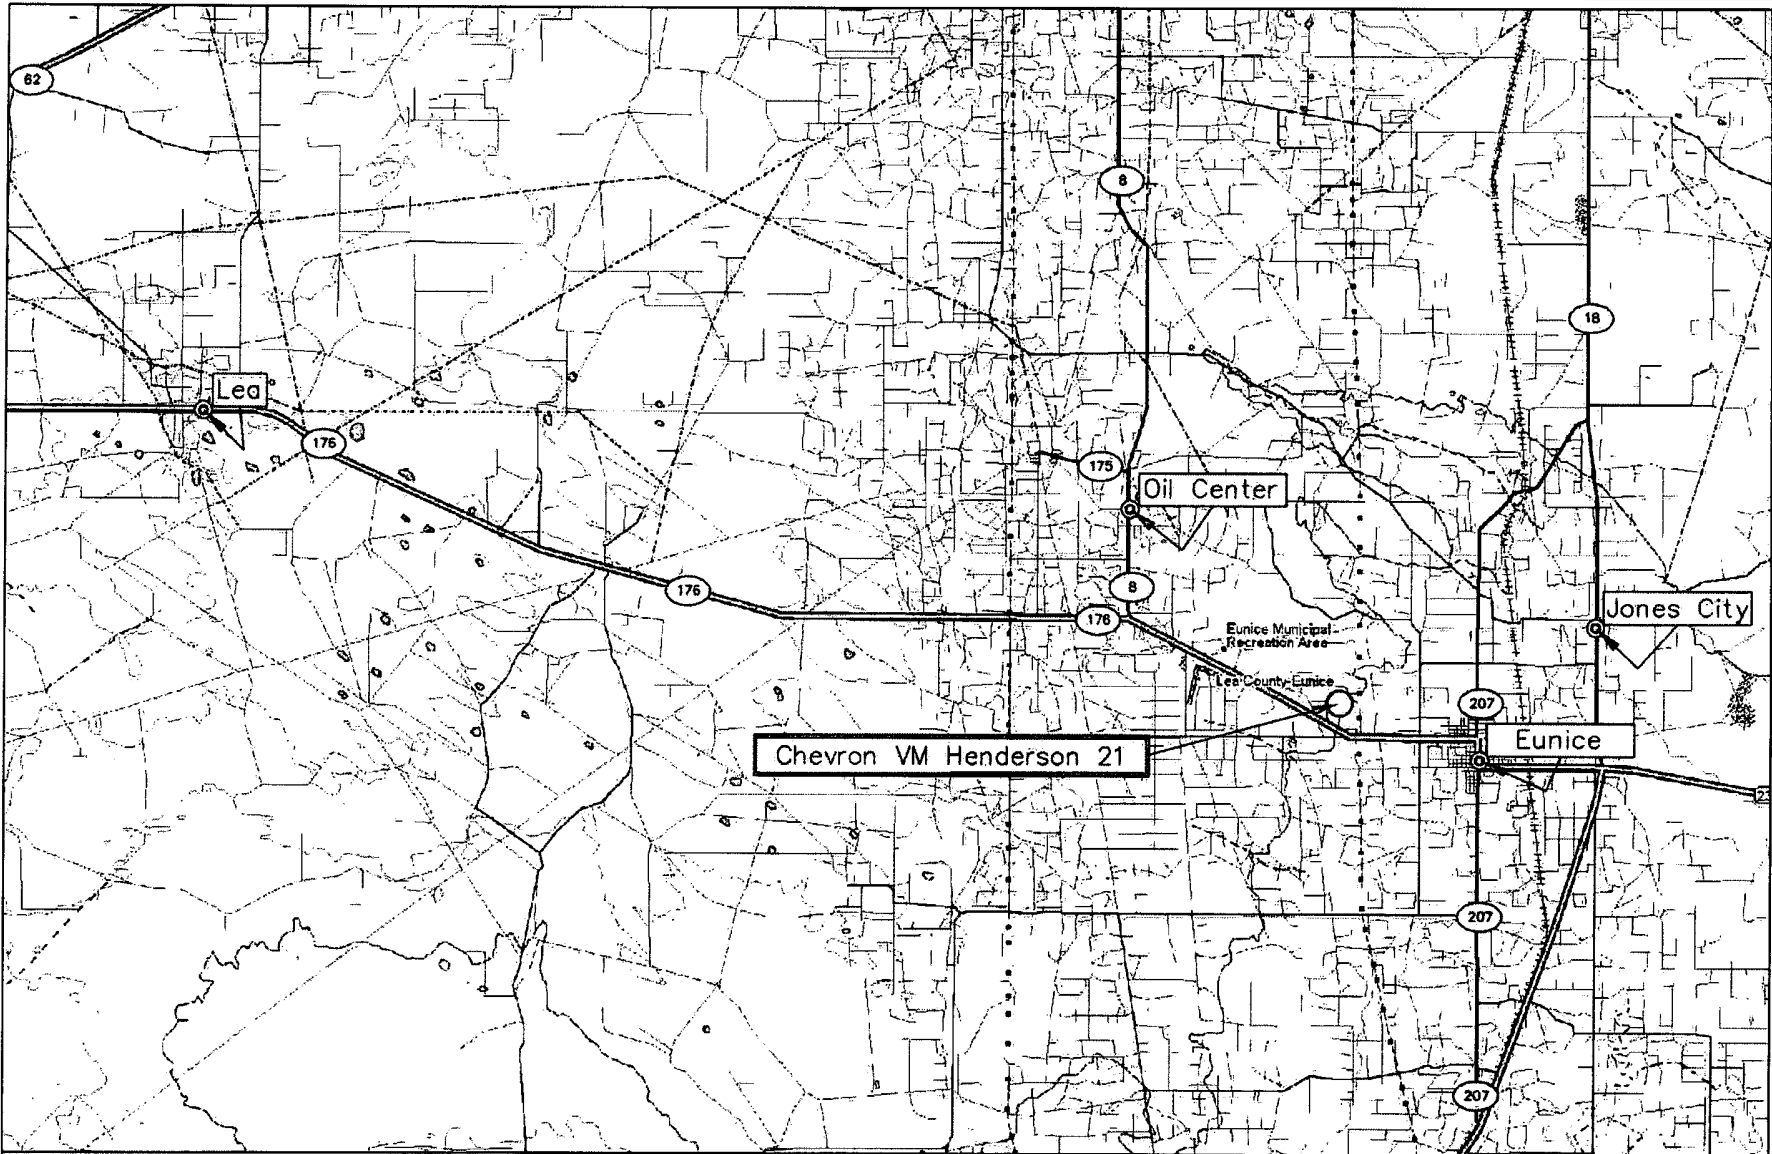 62
8
18
Lea
176
175
Oil Center
176
8
176
Jones City
Eunice Municipal
Recreation Area
Lea County-Eunice
207
Chevron VM Henderson 21
Eunice
207
207